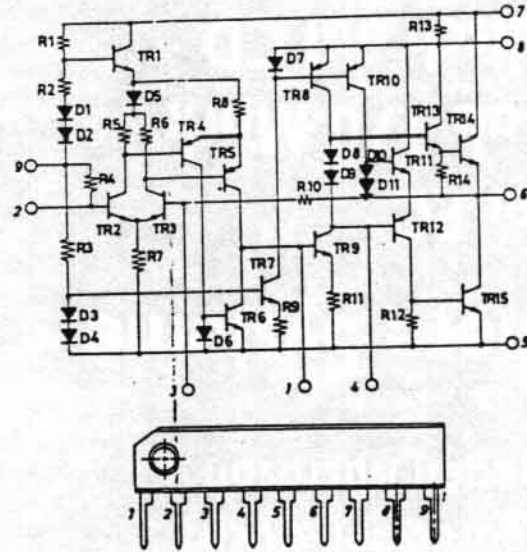 R1
TR1
R13
7
8
R2
D5
R8
D7
TR8
TR10
D1
D2
R5
R6
TR4
TR5
TR13
TR14
9
R4
D8
D9
D10
D11
TR11
R14
2
R10
6
TR2
TR3
R3
R7
TR7
TR9
TR12
D3
D4
TR6
D6
R9
R11
R12
TR15
5
3
1
4
1 2 3 4 5 6 7 8 9